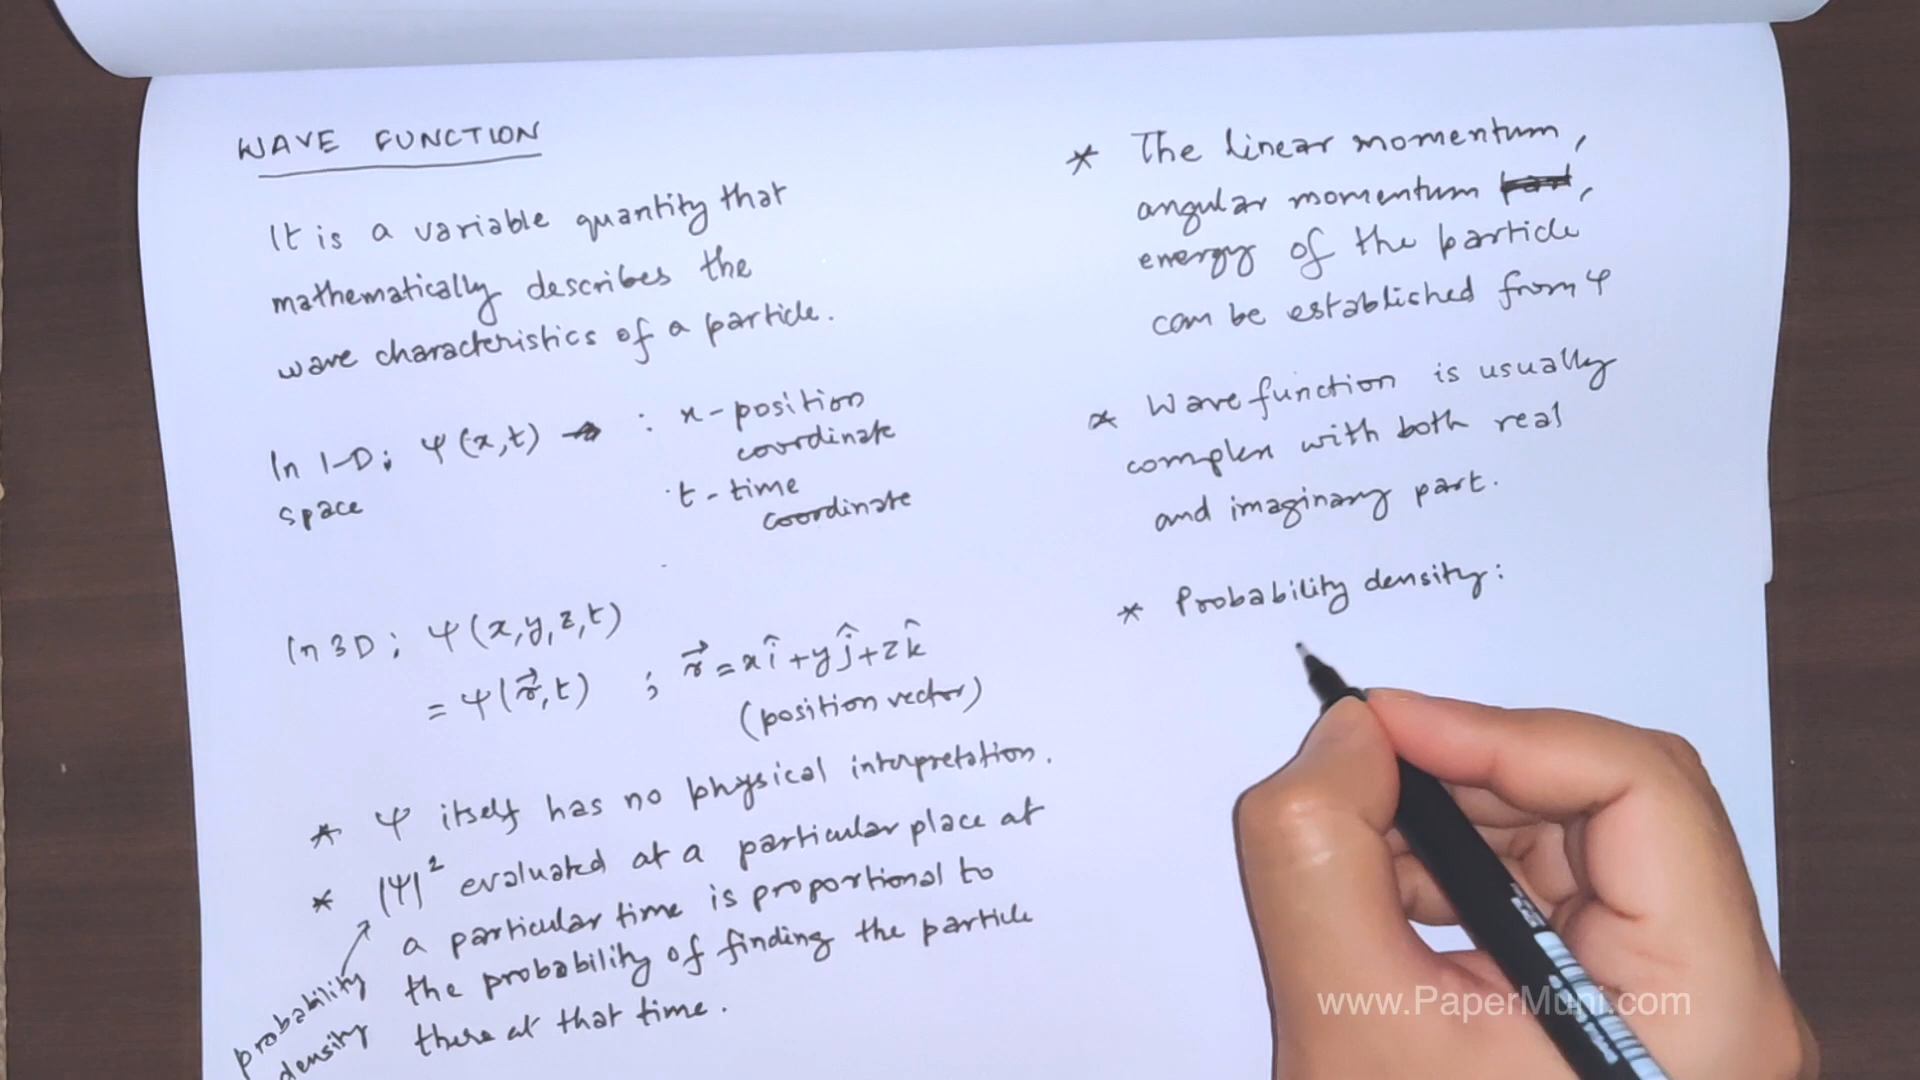 WAVE FUNCTION
It is a variable quantity that
mathematically describes the
wave characteristics of a particle.
In 1-D; ψ(x,t) → : x - position
coordinate
space
t - time
coordinate
In 3D; ψ(x,y,z,t)
= ψ(r⃗,t) ; r⃗ = xî + yĵ + zk̂
(position vector)
* ψ itself has no physical interpretation.
* |ψ|² evaluated at a particular place at
a particular time is proportional to
the probability of finding the particle
there at that time.
probability
density
* The linear momentum,
angular momentum ,
energy of the particle
can be established from ψ
* Wave function is usually
complex with both real
and imaginary part.
* Probability density:
www.PaperMuni.com